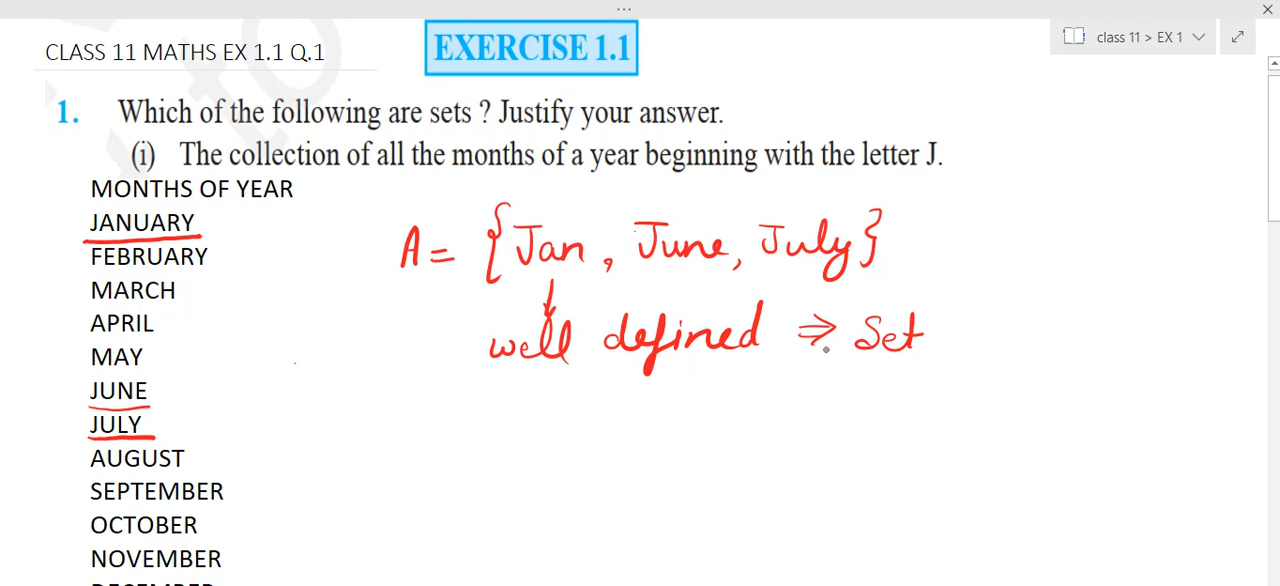 class 11 > EX 1
CLASS 11 MATHS EX 1.1 Q.1
EXERCISE 1.1
1. Which of the following are sets ? Justify your answer.
(i) The collection of all the months of a year beginning with the letter J.
MONTHS OF YEAR
JANUARY
FEBRUARY
MARCH
APRIL
MAY
JUNE
JULY
AUGUST
SEPTEMBER
OCTOBER
NOVEMBER
A = {Jan, June, July}
well defined ⇒ Set